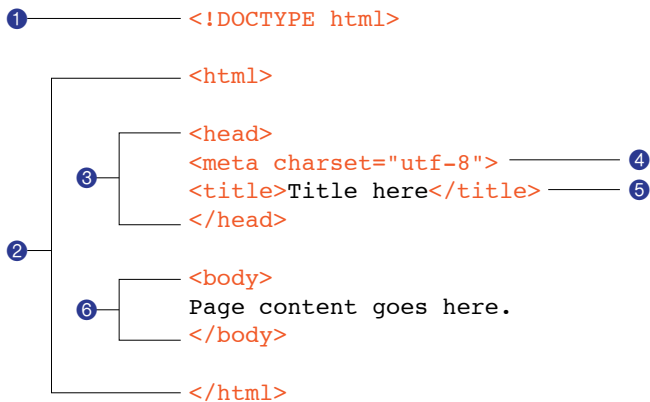 1 <!DOCTYPE html>
<html>
<head>
3 <meta charset="utf-8"> 4
<title>Title here</title> 5
</head>
2
<body>
6 Page content goes here.
</body>
</html>